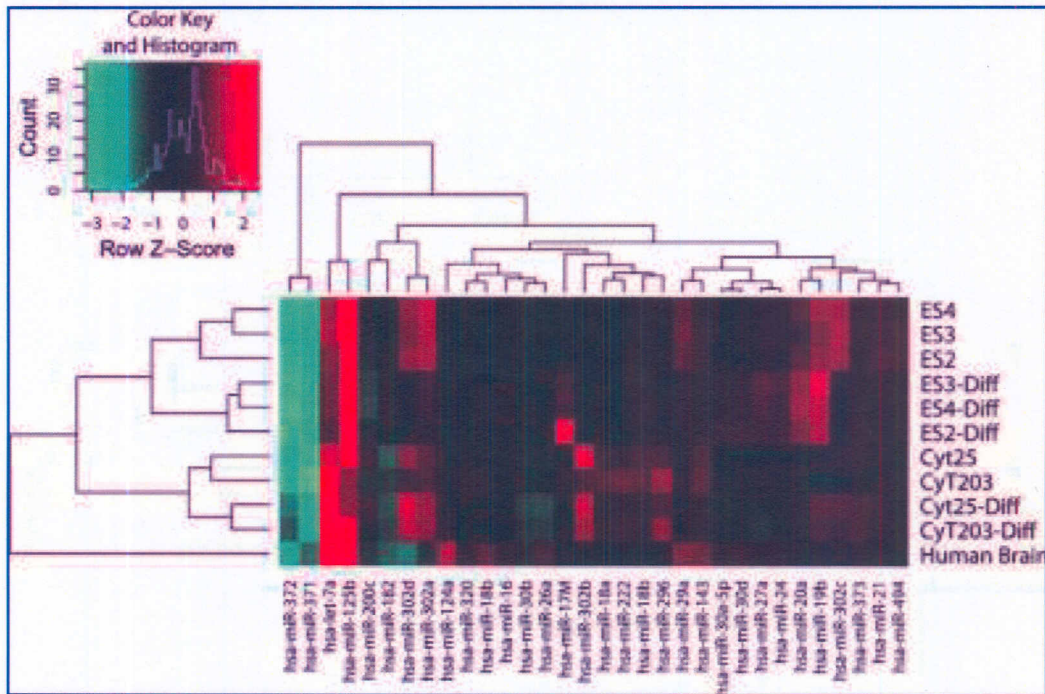 Color Key
and Histogram
Count
0 10 20 30
-3 -2 -1 0 1 2
Row Z-Score
ES4
ES3
ES2
ES3-Diff
ES4-Diff
ES2-Diff
Cyt25
CyT203
Cyt25-Diff
CyT203-Diff
Human Brain
hsa-miR-372
hsa-miR-371
hsa-let-7a
hsa-miR-125b
hsa-miR-200c
hsa-miR-182
hsa-miR-302d
hsa-miR-302a
hsa-miR-124a
hsa-miR-320
hsa-miR-18b
hsa-miR-16
hsa-miR-30b
hsa-miR-26a
hsa-miR-17M
hsa-miR-302b
hsa-miR-18a
hsa-miR-222
hsa-miR-18b
hsa-miR-296
hsa-miR-29a
hsa-miR-143
hsa-miR-30a-5p
hsa-miR-30d
hsa-miR-27a
hsa-miR-24
hsa-miR-20a
hsa-miR-19b
hsa-miR-302c
hsa-miR-373
hsa-miR-21
hsa-miR-494